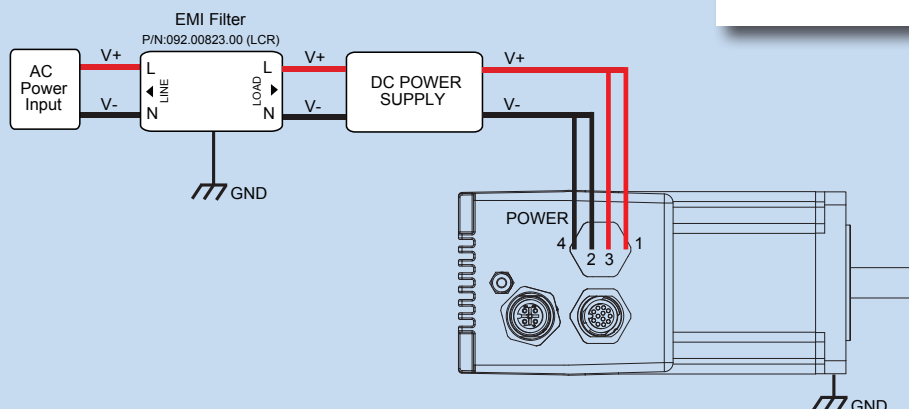 EMI Filter
P/N:092.00823.00 (LCR)
AC
Power
Input
V+
V-
L
N
LINE
LOAD
L
N
V+
V-
DC POWER
SUPPLY
V+
V-
GND
POWER
4
2
3
1
GND